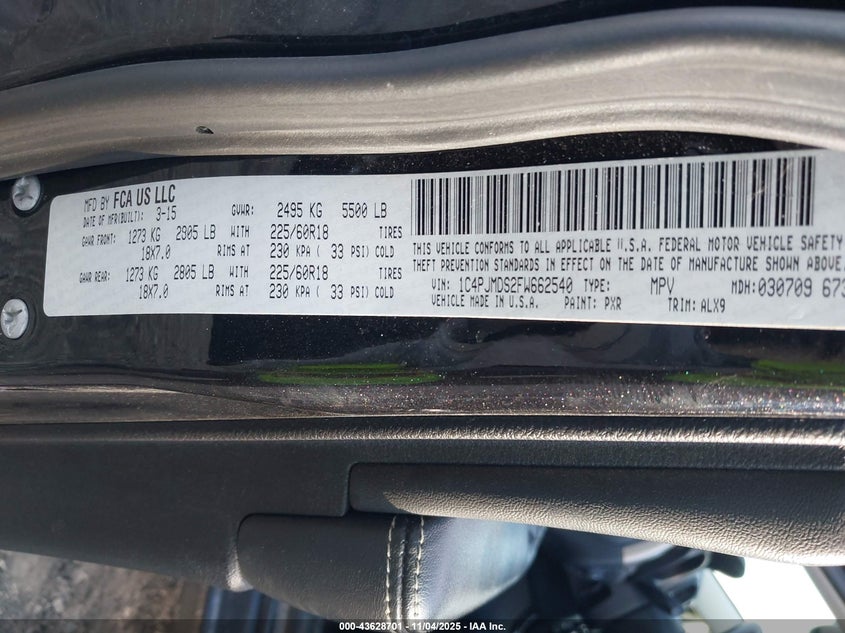 MFD BY FCA US LLC
DATE OF MFR(BUILT): 3-15 GVWR: 2495 KG 5500 LB
GAWR FRONT: 1273 KG 2905 LB WITH 225/60R18 TIRES
18X7.0 RIMS AT 230 KPA ( 33 PSI) COLD
GAWR REAR: 1273 KG 2805 LB WITH 225/60R18 TIRES
18X7.0 RIMS AT 230 KPA ( 33 PSI) COLD
THIS VEHICLE CONFORMS TO ALL APPLICABLE U.S.A. FEDERAL MOTOR VEHICLE SAFETY
THEFT PREVENTION STANDARDS IN EFFECT ON THE DATE OF MANUFACTURE SHOWN ABOVE.
VIN: 1C4PJMDS2FW662540 TYPE: MPV MDH:030709 673
VEHICLE MADE IN U.S.A. PAINT: PXR TRIM: ALX9
000-43628701 - 11/04/2025 - IAA Inc.